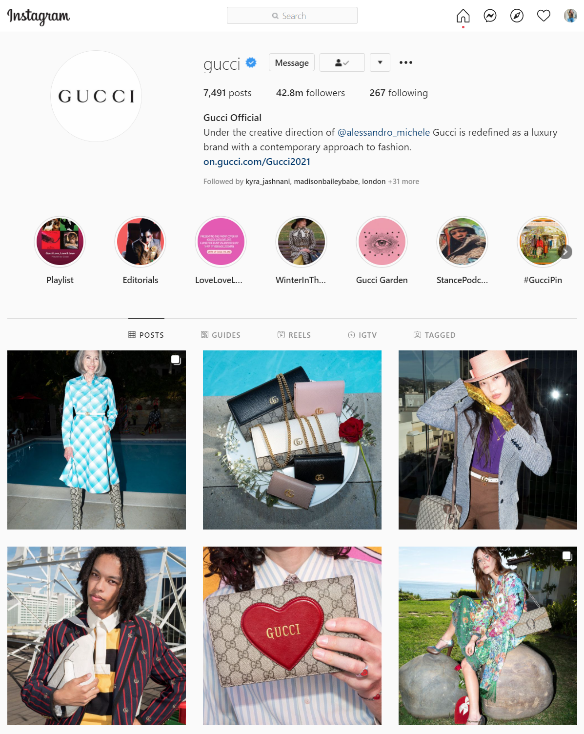 Instagram
Search
gucci
Message
7,491 posts 42.8m followers 267 following
Gucci Official
Under the creative direction of @alessandro_michele Gucci is redefined as a luxury
brand with a contemporary approach to fashion.
on.gucci.com/Gucci2021
Followed by kyra_jashnani, madisonbaileybabe, london +31 more
GUCCI
Playlist
Editorials
LoveLoveL...
WinterInTh...
Gucci Garden
StancePodc...
#GucciPin
POSTS
GUIDES
REELS
IGTV
TAGGED
GUCCI